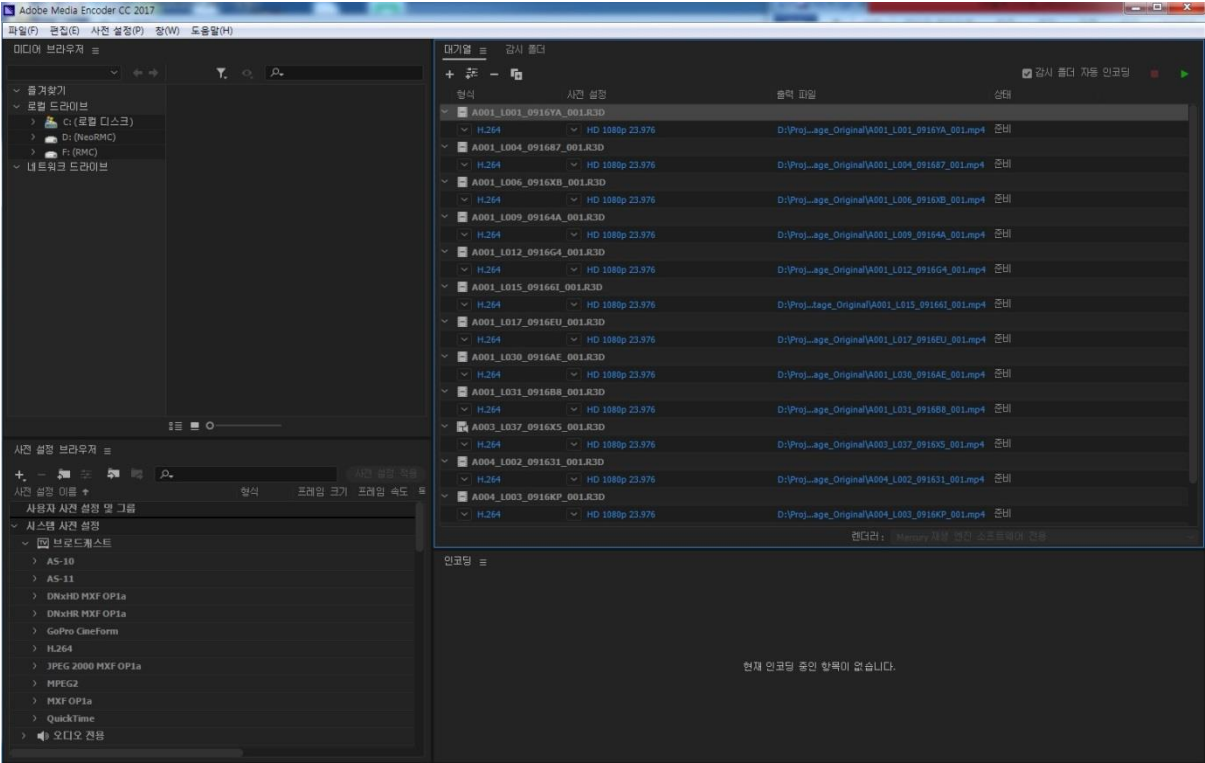 Adobe Media Encoder CC 2017
파일(F) 편집(E) 사전 설정(P) 창(W) 도움말(H)
미디어 브라우저
즐겨찾기
로컬 드라이브
C: (로컬 디스크)
D: (NeoRMC)
F: (RMC)
네트워크 드라이브
사전 설정 브라우저
사전 설정 적용
사전 설정 이름 형식 프레임 크기 프레임 속도
사용자 사전 설정 및 그룹
시스템 사전 설정
브로드캐스트
AS-10
AS-11
DNxHD MXF OP1a
DNxHR MXF OP1a
GoPro CineForm
H.264
JPEG 2000 MXF OP1a
MPEG2
MXF OP1a
QuickTime
오디오 전용
대기열 감시 폴더
감시 폴더 자동 인코딩
형식 사전 설정 출력 파일 상태
A001_L001_0916YA_001.R3D
H.264 HD 1080p 23.976 D:\Proj...age_Original\A001_L001_0916YA_001.mp4 준비
A001_L004_091687_001.R3D
H.264 HD 1080p 23.976 D:\Proj...age_Original\A001_L004_091687_001.mp4 준비
A001_L006_0916XB_001.R3D
H.264 HD 1080p 23.976 D:\Proj...age_Original\A001_L006_0916XB_001.mp4 준비
A001_L009_09164A_001.R3D
H.264 HD 1080p 23.976 D:\Proj...age_Original\A001_L009_09164A_001.mp4 준비
A001_L012_0916G4_001.R3D
H.264 HD 1080p 23.976 D:\Proj...age_Original\A001_L012_0916G4_001.mp4 준비
A001_L015_09166I_001.R3D
H.264 HD 1080p 23.976 D:\Proj...tage_Original\A001_L015_09166I_001.mp4 준비
A001_L017_0916EU_001.R3D
H.264 HD 1080p 23.976 D:\Proj...age_Original\A001_L017_0916EU_001.mp4 준비
A001_L030_0916AE_001.R3D
H.264 HD 1080p 23.976 D:\Proj...age_Original\A001_L030_0916AE_001.mp4 준비
A001_L031_0916B8_001.R3D
H.264 HD 1080p 23.976 D:\Proj...age_Original\A001_L031_0916B8_001.mp4 준비
A003_L037_0916X5_001.R3D
H.264 HD 1080p 23.976 D:\Proj...age_Original\A003_L037_0916X5_001.mp4 준비
A004_L002_091631_001.R3D
H.264 HD 1080p 23.976 D:\Proj...age_Original\A004_L002_091631_001.mp4 준비
A004_L003_0916KP_001.R3D
H.264 HD 1080p 23.976 D:\Proj...age_Original\A004_L003_0916KP_001.mp4 준비
렌더러: Mercury 재생 엔진 소프트웨어 전용
인코딩
현재 인코딩 중인 항목이 없습니다.